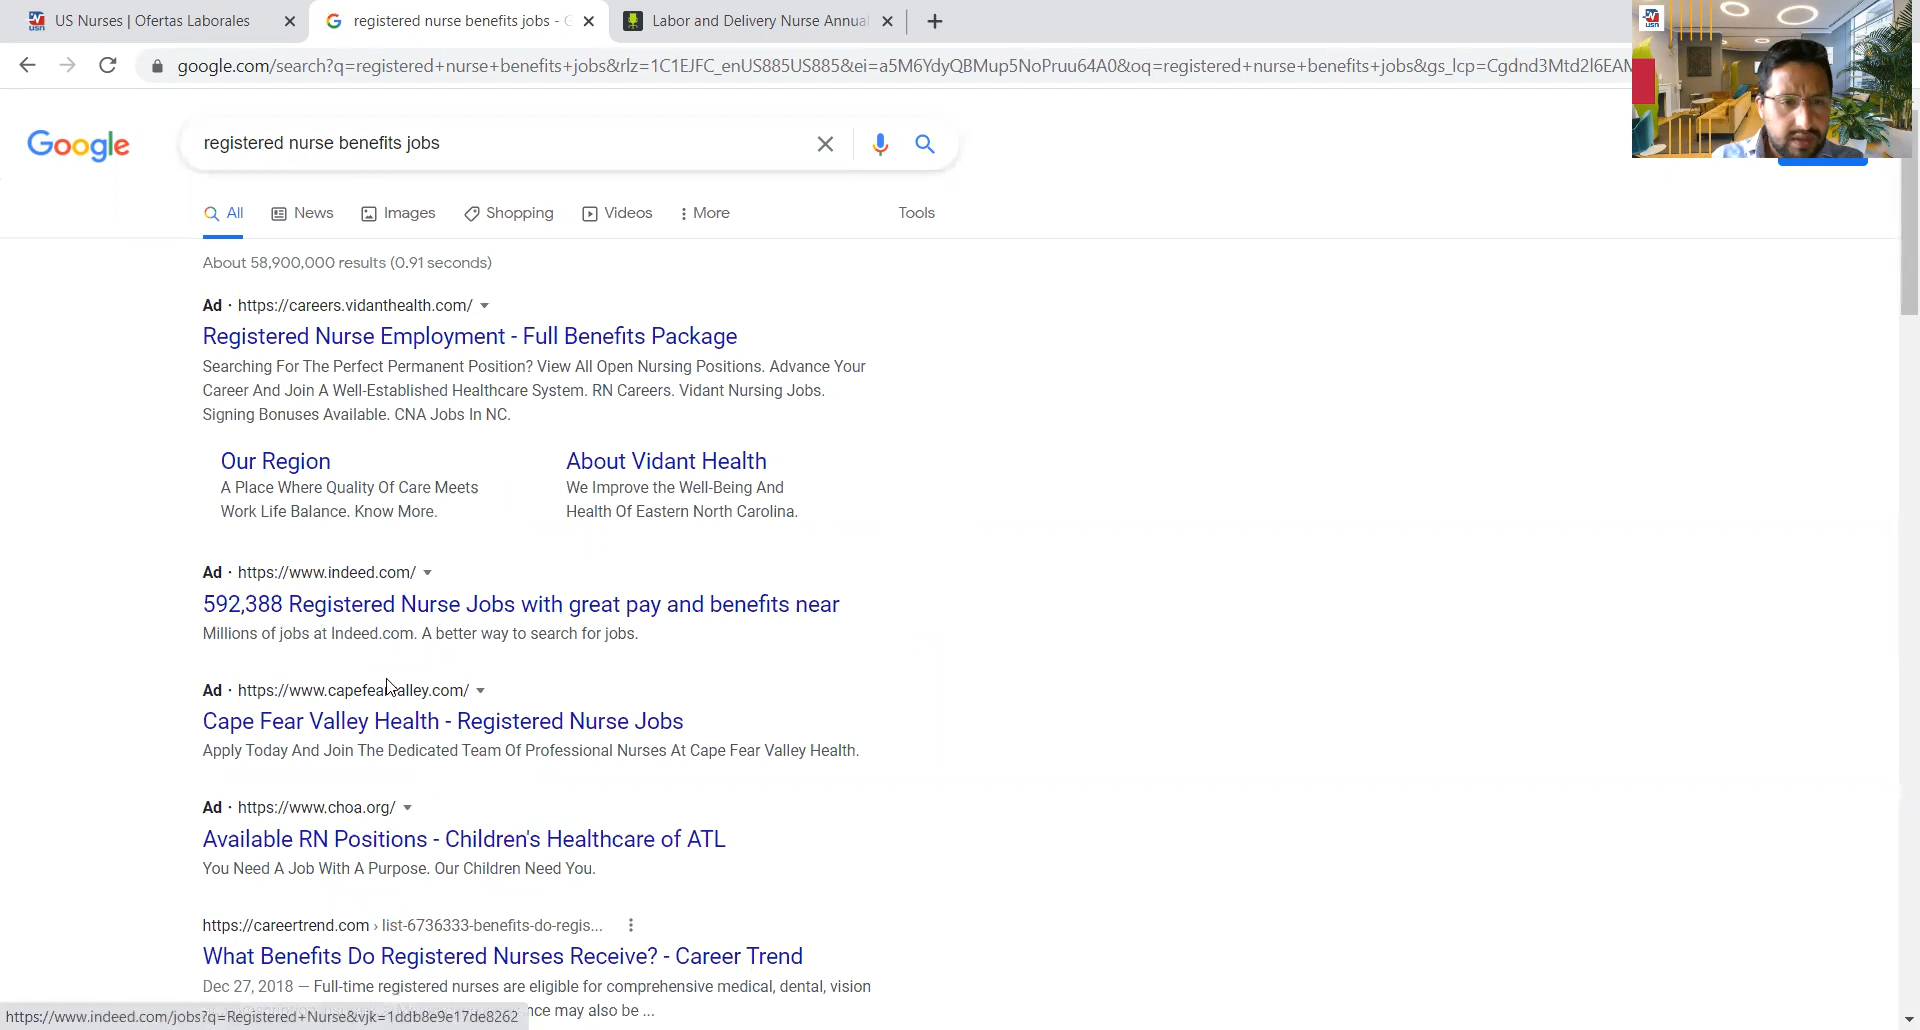 US Nurses | Ofertas Laborales
registered nurse benefits jobs - G
Labor and Delivery Nurse Annual
google.com/search?q=registered+nurse+benefits+jobs&rlz=1C1EJFC_enUS885US885&ei=a5M6YdyQBMup5NoPruu64A0&oq=registered+nurse+benefits+jobs&gs_lcp=Cgdnd3Mtd2l6EAM
usn
Google
registered nurse benefits jobs
All News Images Shopping Videos More Tools
About 58,900,000 results (0.91 seconds)
Ad · https://careers.vidanthealth.com/
Registered Nurse Employment - Full Benefits Package
Searching For The Perfect Permanent Position? View All Open Nursing Positions. Advance Your
Career And Join A Well-Established Healthcare System. RN Careers. Vidant Nursing Jobs.
Signing Bonuses Available. CNA Jobs In NC.
Our Region
A Place Where Quality Of Care Meets
Work Life Balance. Know More.
About Vidant Health
We Improve the Well-Being And
Health Of Eastern North Carolina.
Ad · https://www.indeed.com/
592,388 Registered Nurse Jobs with great pay and benefits near
Millions of jobs at Indeed.com. A better way to search for jobs.
Ad · https://www.capefearvalley.com/
Cape Fear Valley Health - Registered Nurse Jobs
Apply Today And Join The Dedicated Team Of Professional Nurses At Cape Fear Valley Health.
Ad · https://www.choa.org/
Available RN Positions - Children's Healthcare of ATL
You Need A Job With A Purpose. Our Children Need You.
https://careertrend.com › list-6736333-benefits-do-regis...
What Benefits Do Registered Nurses Receive? - Career Trend
Dec 27, 2018 — Full-time registered nurses are eligible for comprehensive medical, dental, vision
nce may also be ...
https://www.indeed.com/jobs?q=Registered+Nurse&vjk=1ddb8e9e17de8262